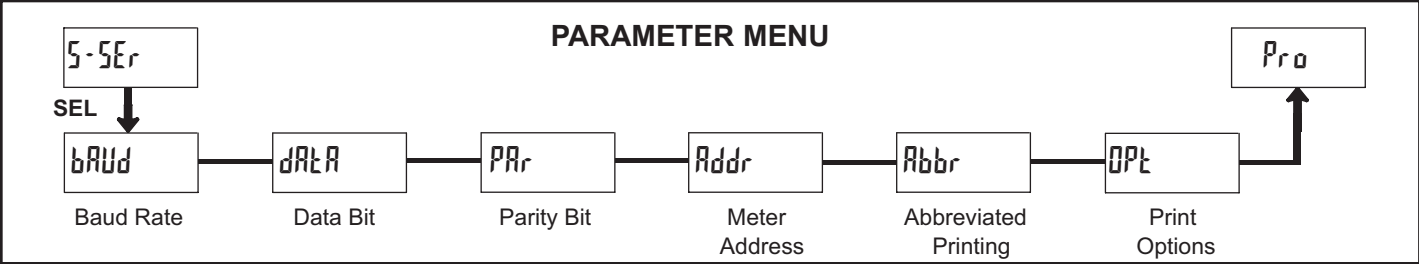 PARAMETER MENU
5-SEr
Pro
SEL
bAUd
dAtA
PAr
Addr
Abbr
OPt
Baud Rate
Data Bit
Parity Bit
Meter
Address
Abbreviated
Printing
Print
Options